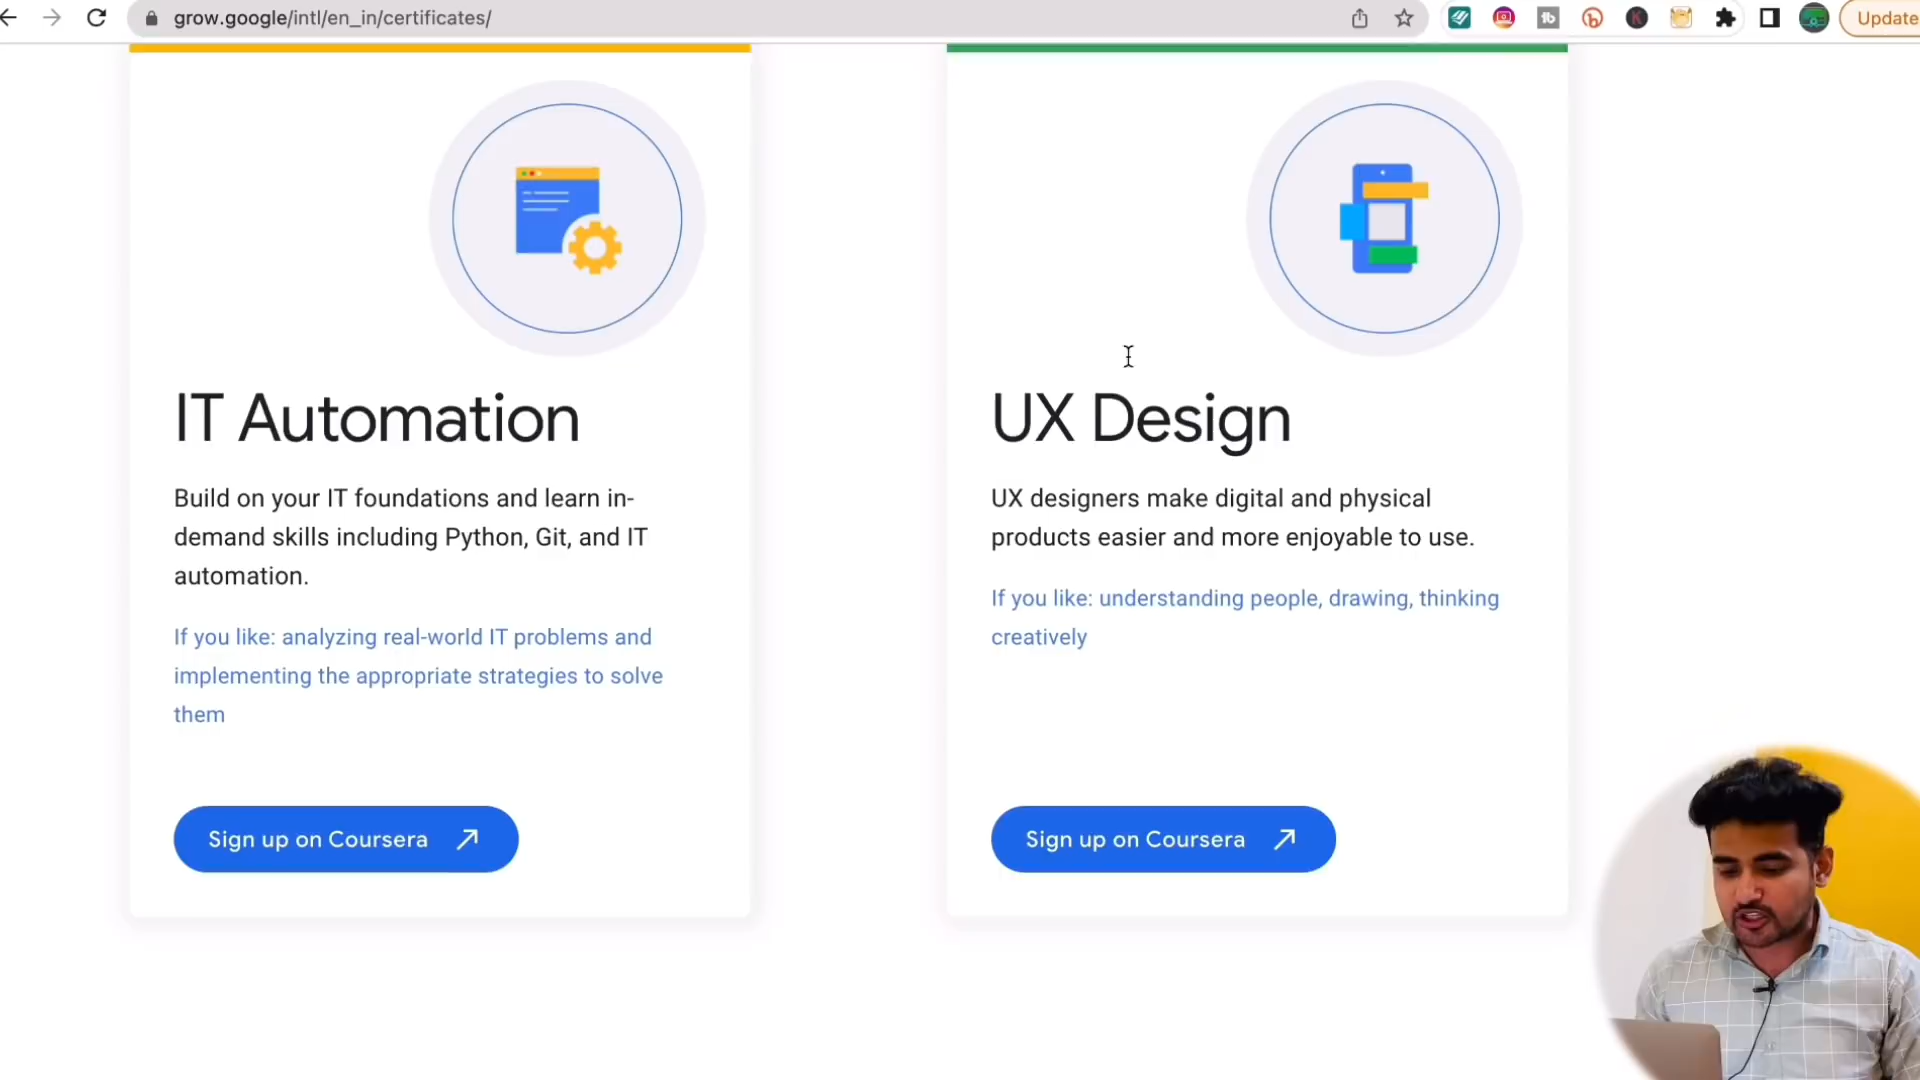 grow.google/intl/en_in/certificates/
Update
IT Automation
Build on your IT foundations and learn in-
demand skills including Python, Git, and IT
automation.
If you like: analyzing real-world IT problems and
implementing the appropriate strategies to solve
them
Sign up on Coursera
UX Design
UX designers make digital and physical
products easier and more enjoyable to use.
If you like: understanding people, drawing, thinking
creatively
Sign up on Coursera